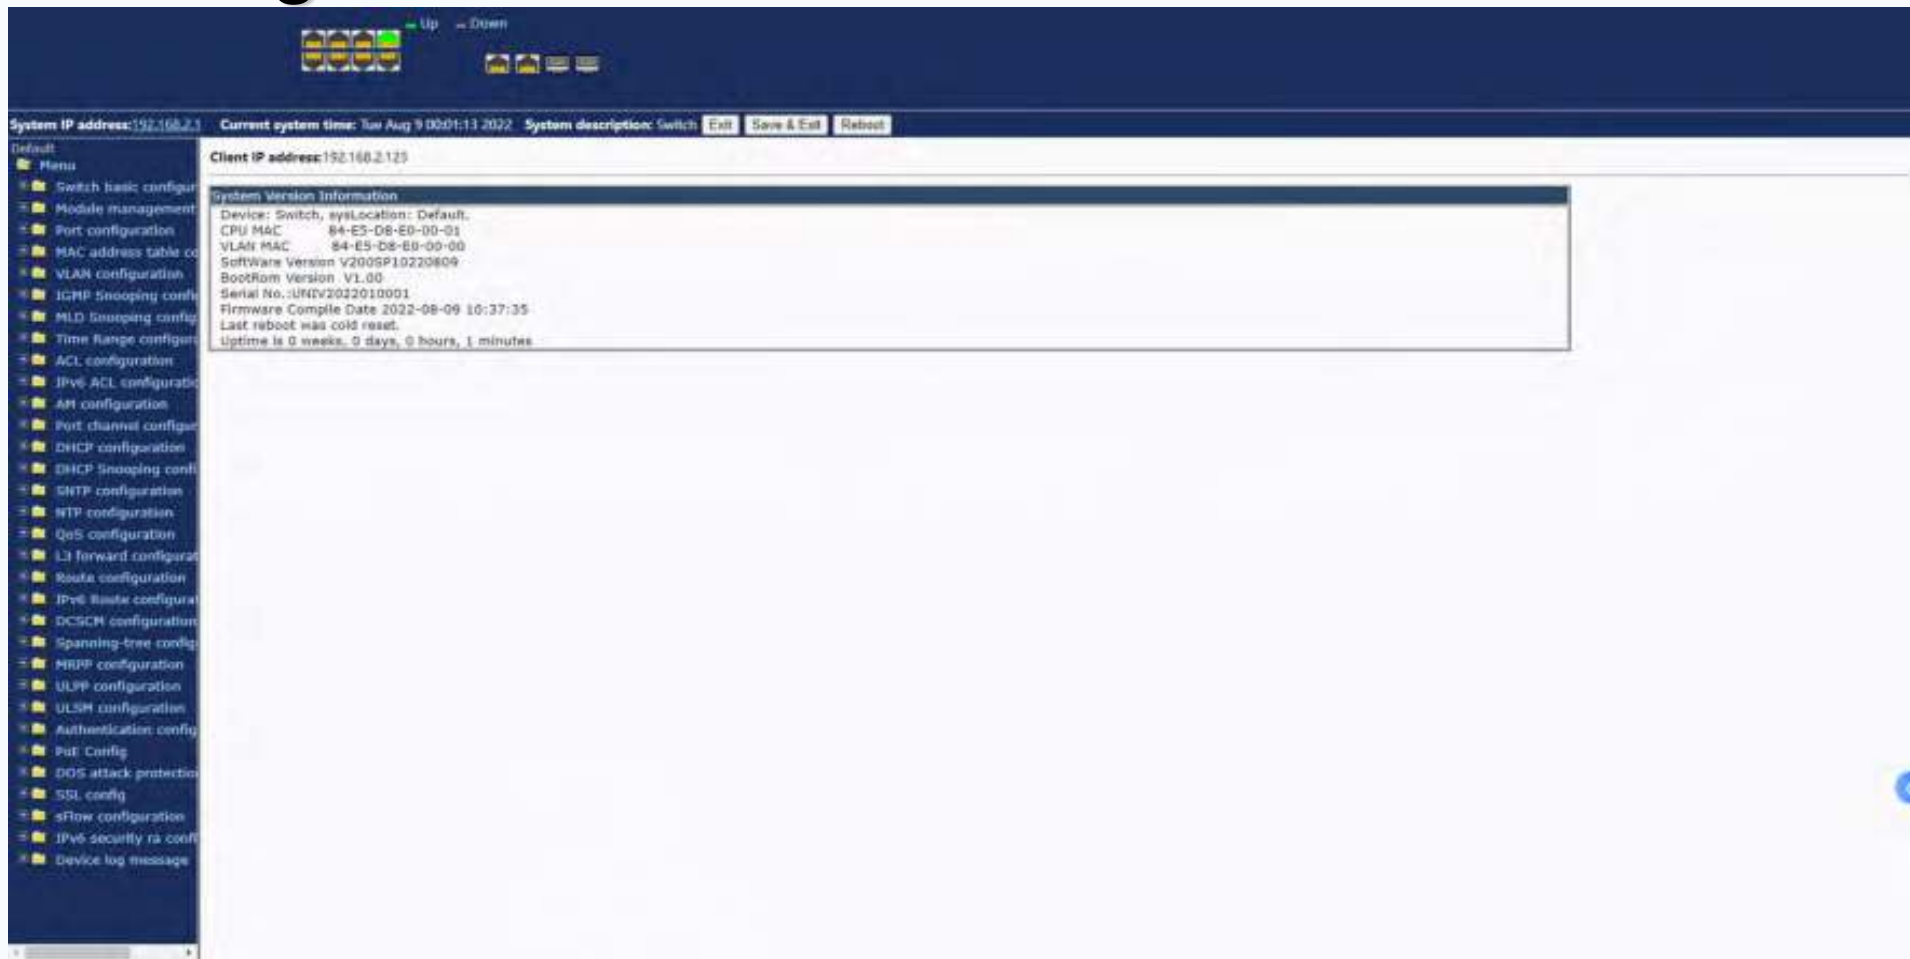 Up Down
System IP address:192.168.2.1 Current system time: Tue Aug 9 00:01:13 2022 System description: Switch Exit Save & Exit Reboot
Default
Menu
Switch basic configur
Module management
Port configuration
MAC address table co
VLAN configuration
IGMP Snooping config
MLD Snooping config
Time Range configur
ACL configuration
IPv6 ACL configuratio
AM configuration
Port channel configur
DHCP configuration
DHCP Snooping confi
SNTP configuration
NTP configuration
QoS configuration
L3 forward configurat
Route configuration
IPv6 Route configurat
DCSCM configuration
Spanning-tree config
MRPP configuration
ULPP configuration
ULSM configuration
Authentication config
PoE Config
DOS attack protection
SSL config
sFlow configuration
IPv6 security ra confi
Device log message
Client IP address:192.168.2.123
System Version Information
Device: Switch, sysLocation: Default.
CPU MAC 84-E5-D8-E0-00-01
VLAN MAC 84-E5-D8-E0-00-00
SoftWare Version V200SP10220809
BootRom Version V1.00
Serial No.:UNIV2022010001
Firmware Compile Date 2022-08-09 10:37:35
Last reboot was cold reset.
Uptime is 0 weeks, 0 days, 0 hours, 1 minutes